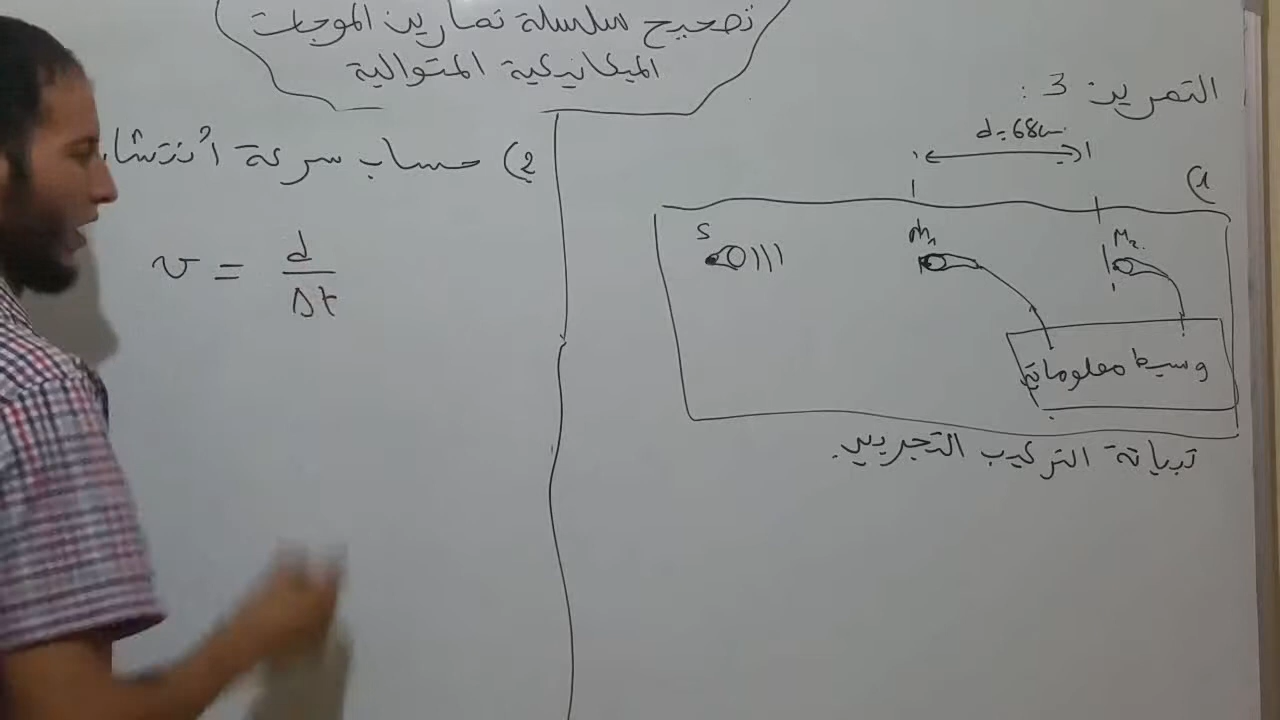 تصحيح سلسلة تمارين الموجات
الميكانيكية المتوالية
التمرين 3 :
d = 68cm
1)
S
M₁
M₂
وسيط معلوماتي
تبيانة التركيب التجريبي.
2) حساب سرعة انتشا
v = d/Δt